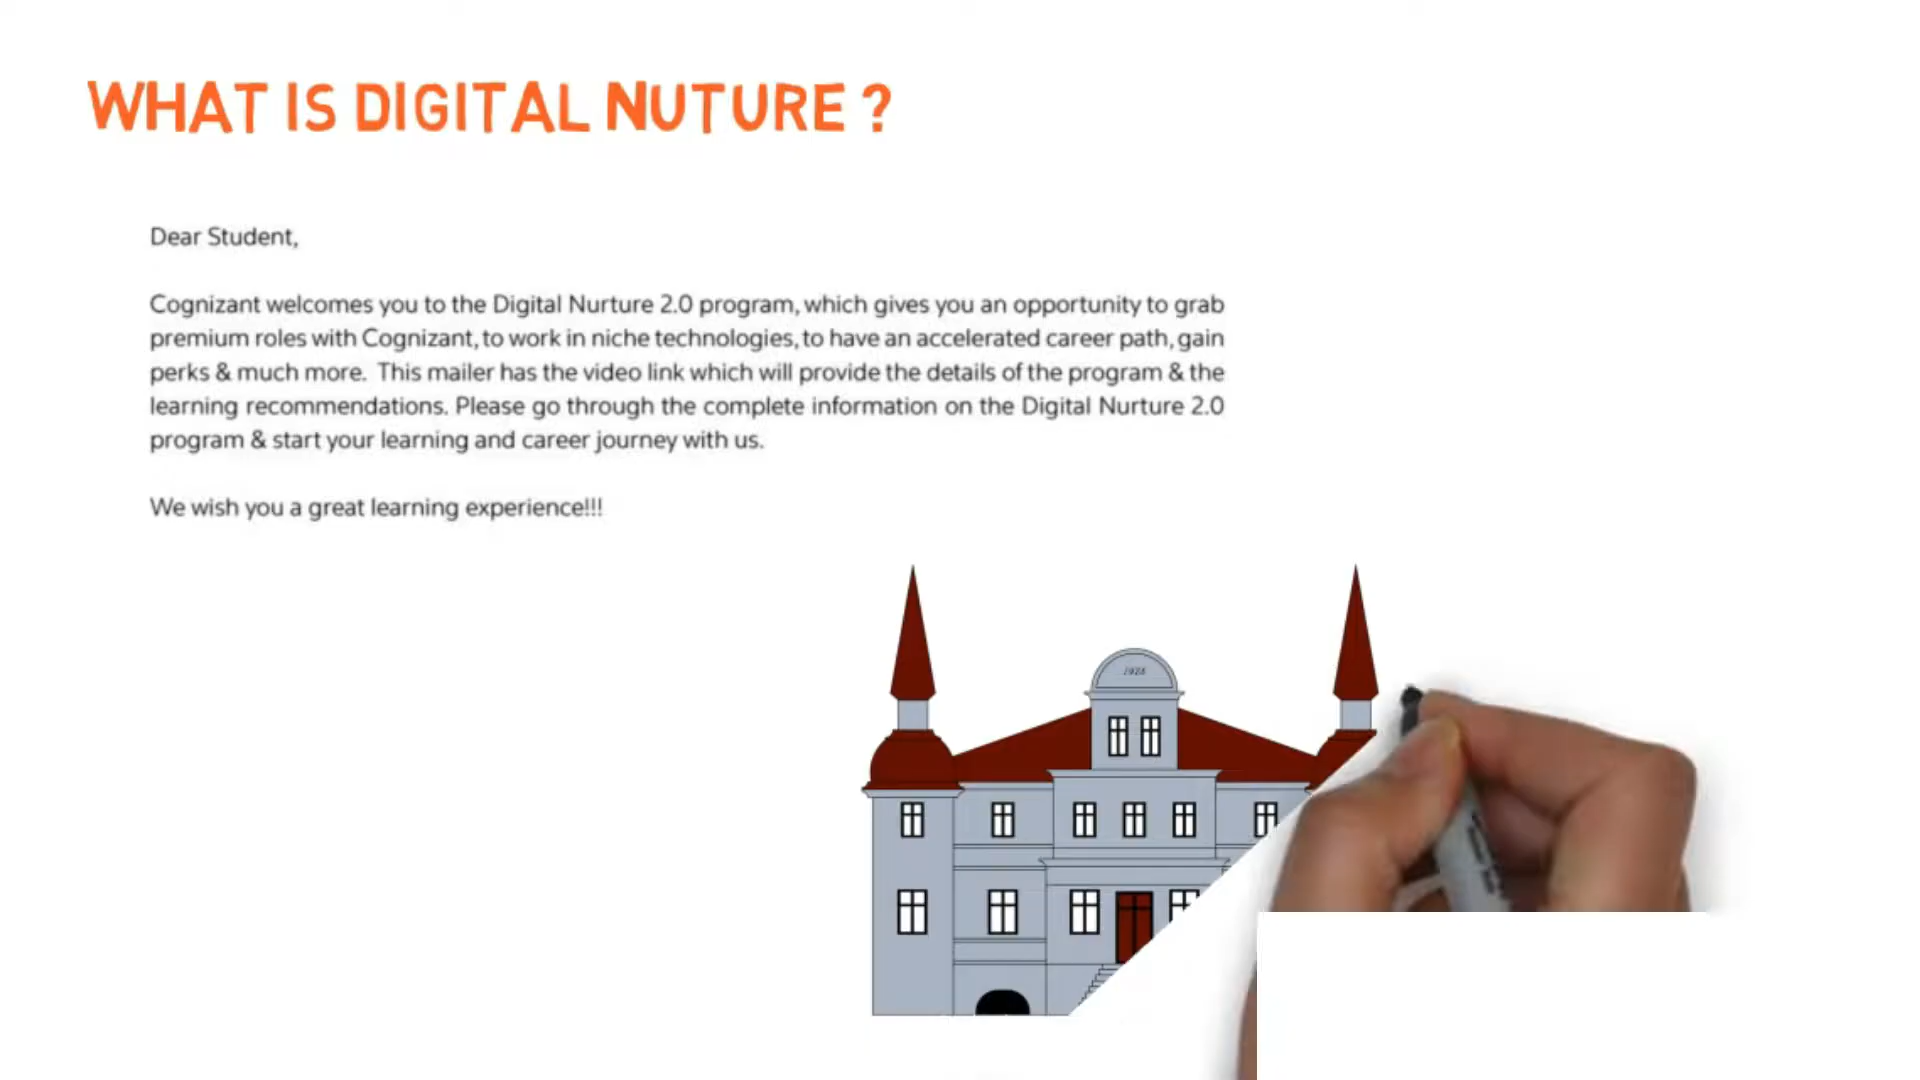 WHAT IS DIGITAL NUTURE ?
Dear Student,
Cognizant welcomes you to the Digital Nurture 2.0 program, which gives you an opportunity to grab
premium roles with Cognizant, to work in niche technologies, to have an accelerated career path, gain
perks & much more. This mailer has the video link which will provide the details of the program & the
learning recommendations. Please go through the complete information on the Digital Nurture 2.0
program & start your learning and career journey with us.
We wish you a great learning experience!!!